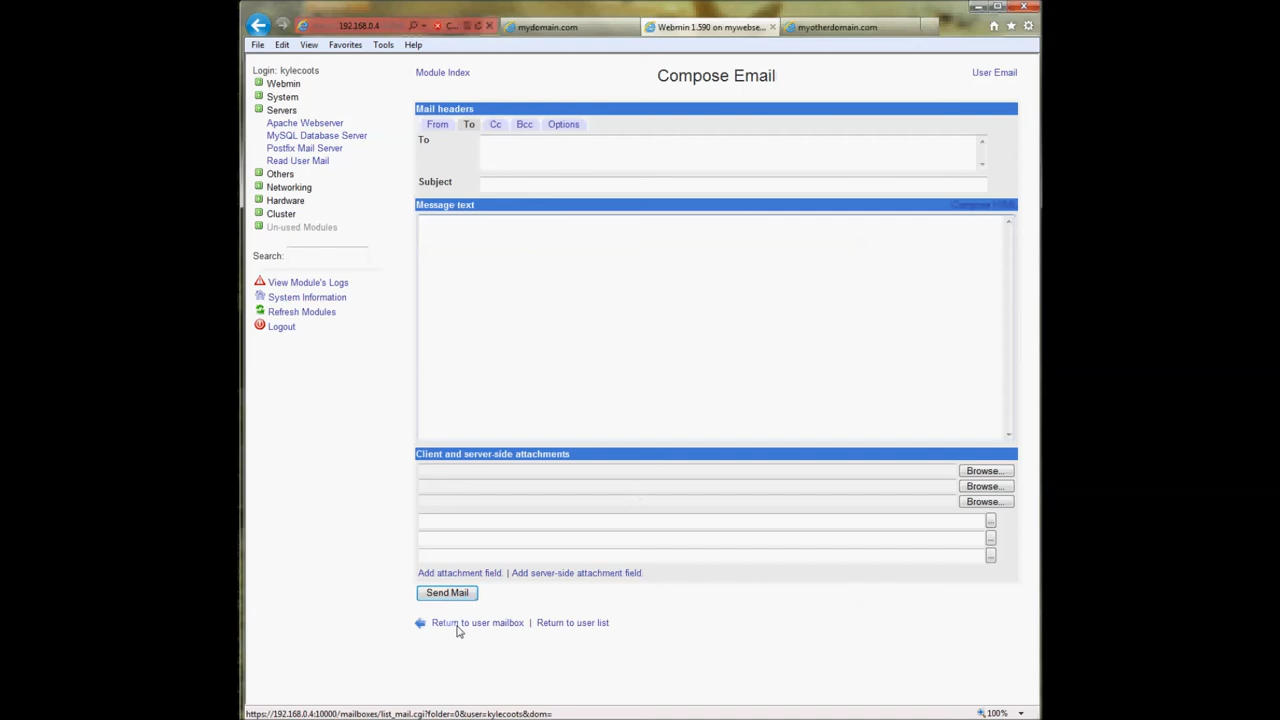 192.168.0.4
C...
mydomain.com
Webmin 1.590 on mywebse...
myotherdomain.com
File Edit View Favorites Tools Help
Login: kylecoots
Webmin
System
Servers
Apache Webserver
MySQL Database Server
Postfix Mail Server
Read User Mail
Others
Networking
Hardware
Cluster
Un-used Modules
Search:
View Module's Logs
System Information
Refresh Modules
Logout
Module Index
Compose Email
User Email
Mail headers
From To Cc Bcc Options
To
Subject
Message text
Compose HTML
Client and server-side attachments
Browse...
Browse...
Browse...
...
...
...
Add attachment field. | Add server-side attachment field.
Send Mail
Return to user mailbox | Return to user list
https://192.168.0.4:10000/mailboxes/list_mail.cgi?folder=0&user=kylecoots&dom=
100%